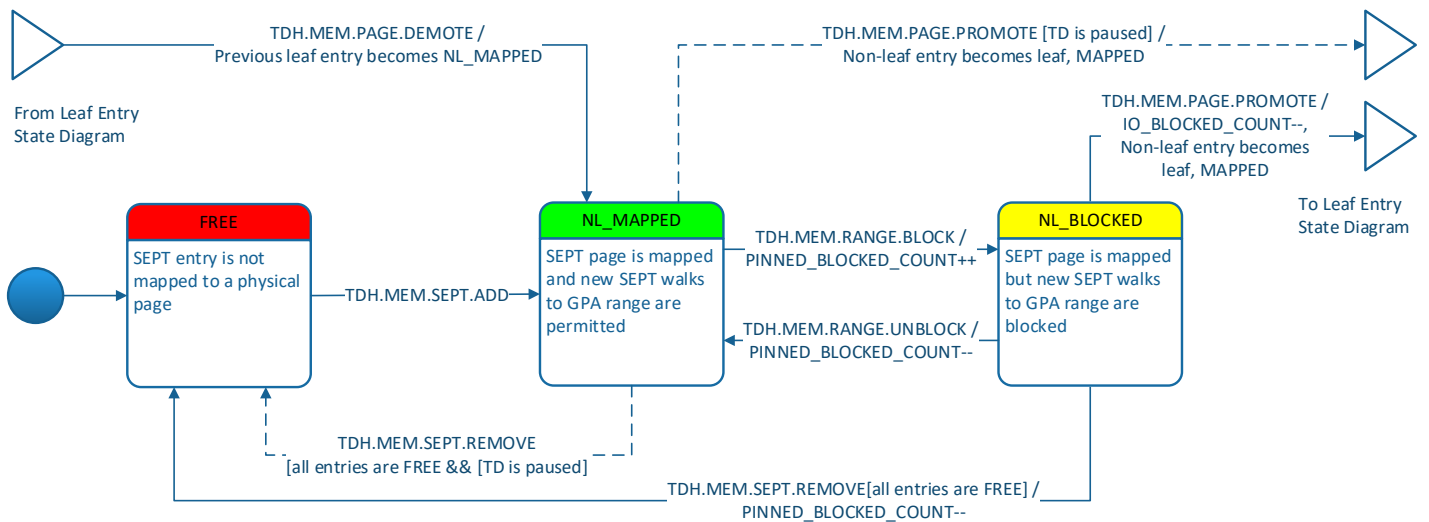 TDH.MEM.PAGE.DEMOTE /
Previous leaf entry becomes NL_MAPPED
TDH.MEM.PAGE.PROMOTE [TD is paused] /
Non-leaf entry becomes leaf, MAPPED
From Leaf Entry
State Diagram
TDH.MEM.PAGE.PROMOTE /
IO_BLOCKED_COUNT--,
Non-leaf entry becomes
leaf, MAPPED
To Leaf Entry
State Diagram
FREE
SEPT entry is not
mapped to a physical
page
TDH.MEM.SEPT.ADD
NL_MAPPED
SEPT page is mapped
and new SEPT walks
to GPA range are
permitted
TDH.MEM.RANGE.BLOCK /
PINNED_BLOCKED_COUNT++
TDH.MEM.RANGE.UNBLOCK /
PINNED_BLOCKED_COUNT--
NL_BLOCKED
SEPT page is mapped
but new SEPT walks
to GPA range are
blocked
TDH.MEM.SEPT.REMOVE
[all entries are FREE && [TD is paused]
TDH.MEM.SEPT.REMOVE[all entries are FREE] /
PINNED_BLOCKED_COUNT--